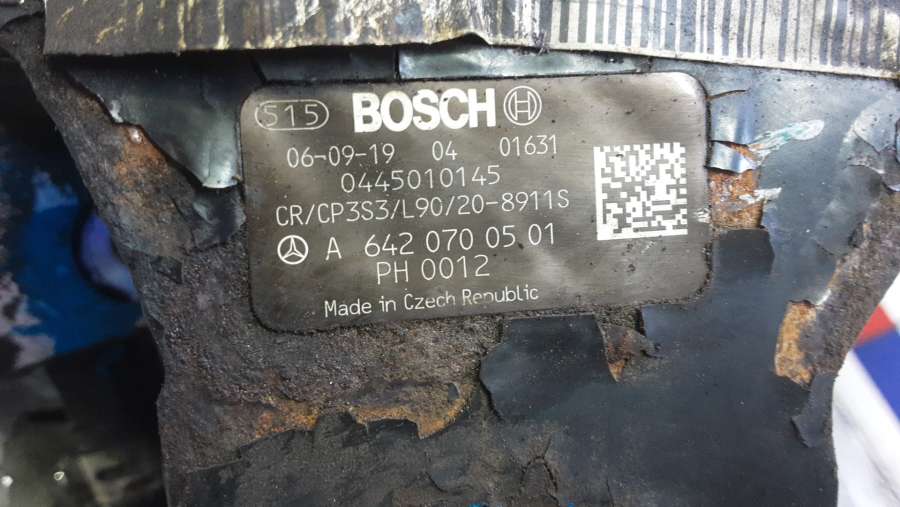 515 BOSCH
06-09-19 04 01631
0445010145
CR/CP3S3/L90/20-8911S
A 642 070 05 01
PH 0012
Made in Czech Republic